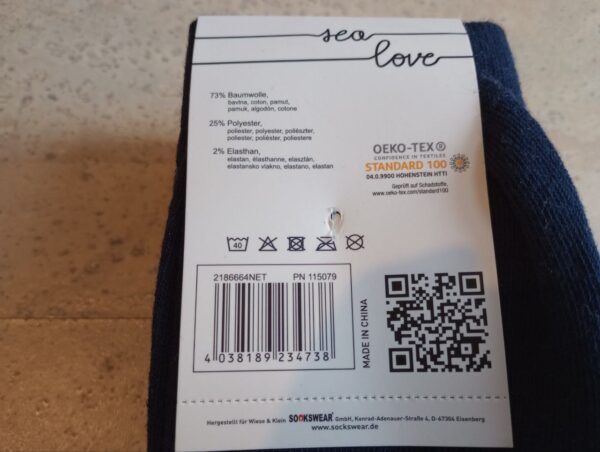 sea
love
73% Baumwolle,
bavlna, coton, pamut,
pamuk, algodón, cotone
25% Polyester,
poliester, polyester, poliészter,
poliester, poliéster, poliestere
2% Elasthan,
elastan, élasthanne, elasztán,
elastansko vlakno, elastano, elastan
OEKO-TEX®
CONFIDENCE IN TEXTILES
STANDARD 100
04.0.9900 HOHENSTEIN HTTI
Geprüft auf Schadstoffe.
www.oeko-tex.com/standard100
40
2186664NET PN 115079
4 038189 234738
MADE IN CHINA
Hergestellt für Wiese & Klein SOCKSWEAR GmbH, Konrad-Adenauer-Straße 4, D-67304 Eisenberg
www.sockswear.de